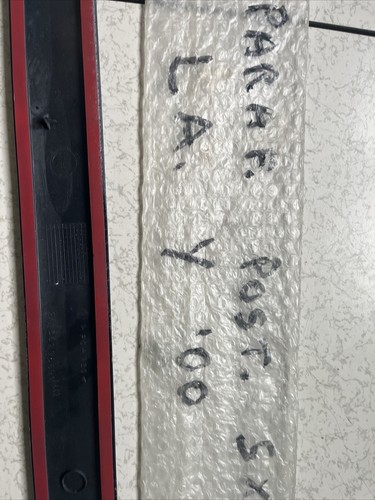 PARAF. POST. SX
LA. Y '00